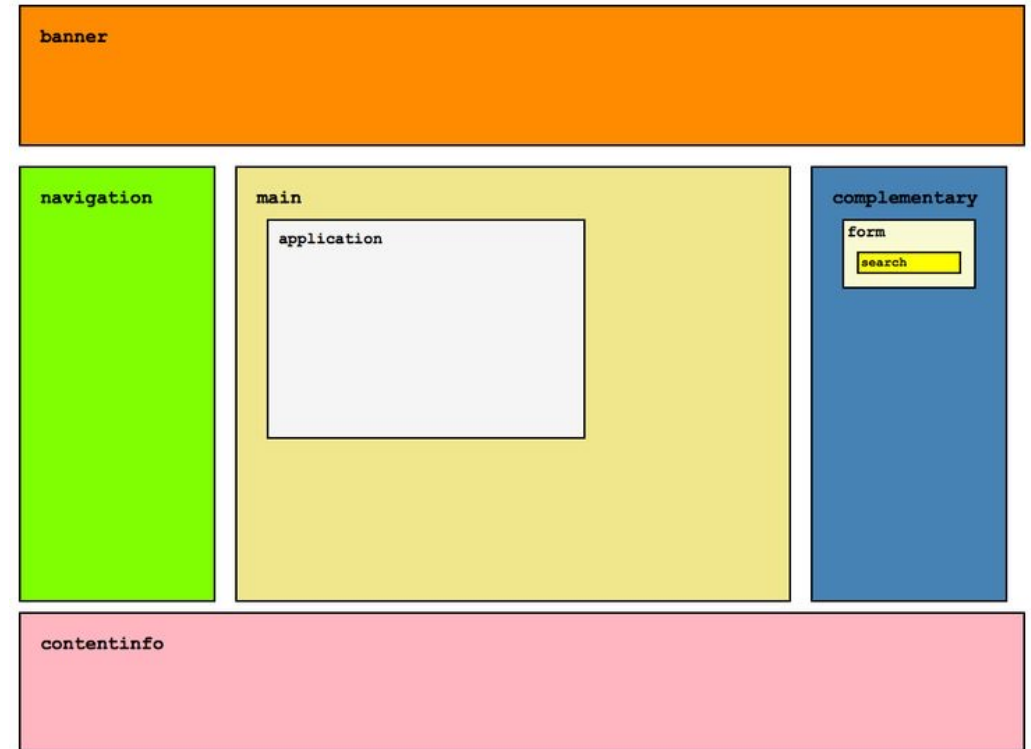 banner
navigation
main
application
complementary
form
search
contentinfo